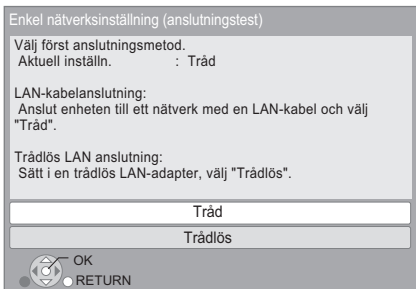 Enkel nätverksinställning (anslutningstest)
Välj först anslutningsmetod.
Aktuell inställn. : Tråd
LAN-kabelanslutning:
Anslut enheten till ett nätverk med en LAN-kabel och välj
"Tråd".
Trådlös LAN anslutning:
Sätt i en trådlös LAN-adapter, välj "Trådlös".
Tråd
Trådlös
OK
RETURN